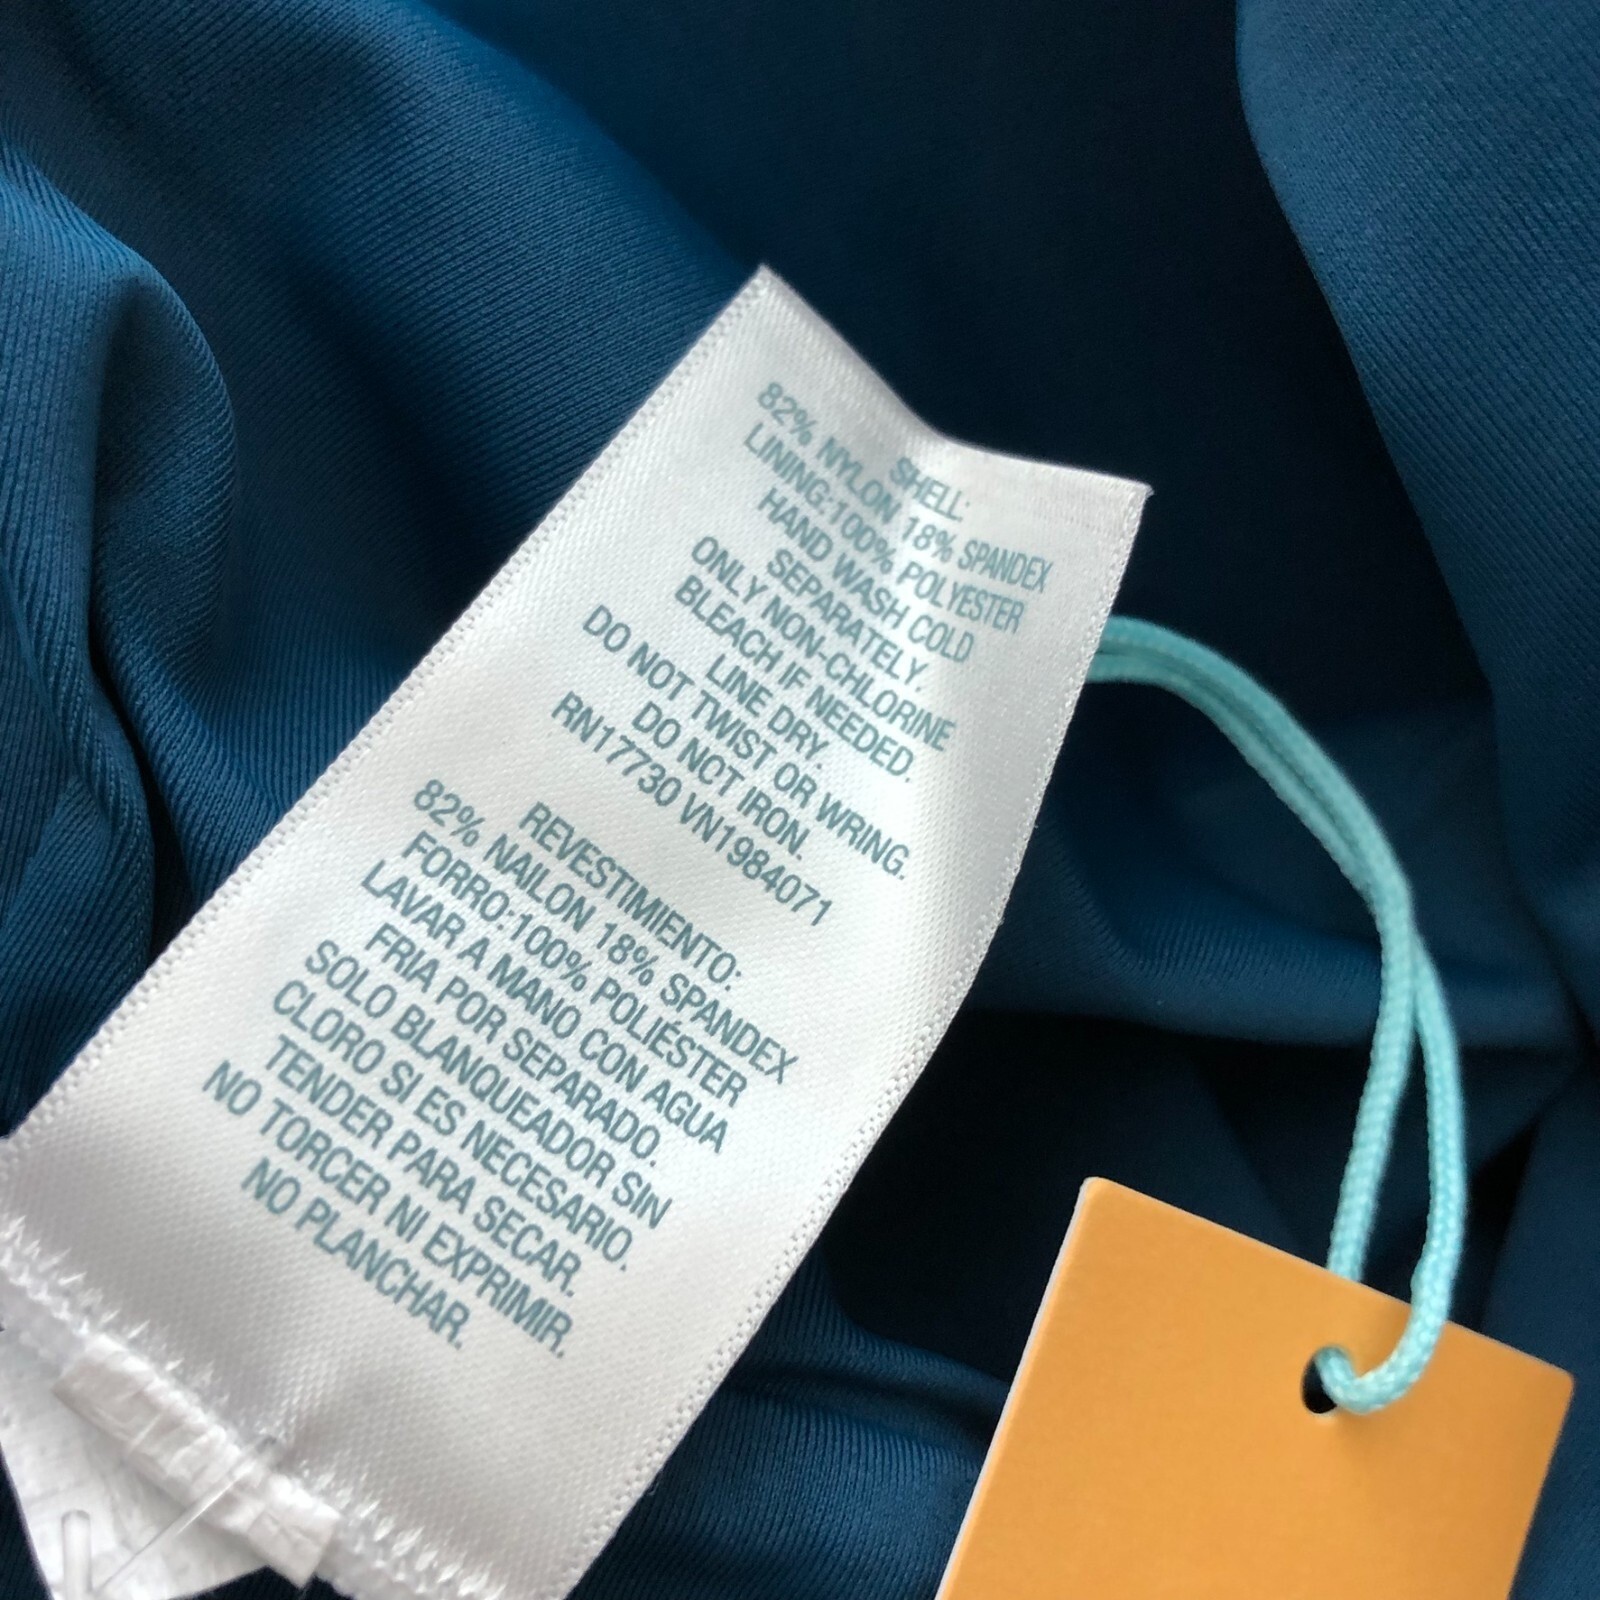 SHELL:
82% NYLON 18% SPANDEX
LINING:100% POLYESTER
HAND WASH COLD
SEPARATELY.
ONLY NON-CHLORINE
BLEACH IF NEEDED.
LINE DRY.
DO NOT TWIST OR WRING.
DO NOT IRON.
RN17730 VN1984071
REVESTIMIENTO:
82% NAILON 18% SPANDEX
FORRO:100% POLIÉSTER
LAVAR A MANO CON AGUA
FRIA POR SEPARADO.
SOLO BLANQUEADOR SIN
CLORO SI ES NECESARIO.
TENDER PARA SECAR.
NO TORCER NI EXPRIMIR.
NO PLANCHAR.